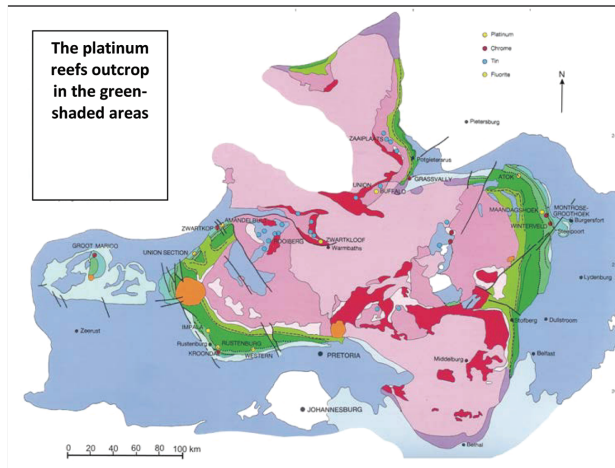 The platinum
reefs outcrop
in the green-
shaded areas
Platinum
Chrome
Tin
Fluorite
N
Pietersburg
ZAAIPLAATS
Potgietersrus
GRASSVALLY
UNION
BUFFALO
ATOK
MAANDAGSHOEK
MONTROSE-
GROOTHOEK
Burgersfort
WINTERVELD
Steelpoort
AMANDELBULT
ZWARTKOP
ROOIBERG
ZWARTKLOOF
Warmbaths
GROOT MARICO
UNION SECTION
Lydenburg
IMPALA
Rustenburg
RUSTENBURG
KROONDAL
WESTERN
Zeerust
PRETORIA
Stofberg
Dullstroom
Middelburg
Belfast
JOHANNESBURG
Bethal
0 20 40 60 80 100 km